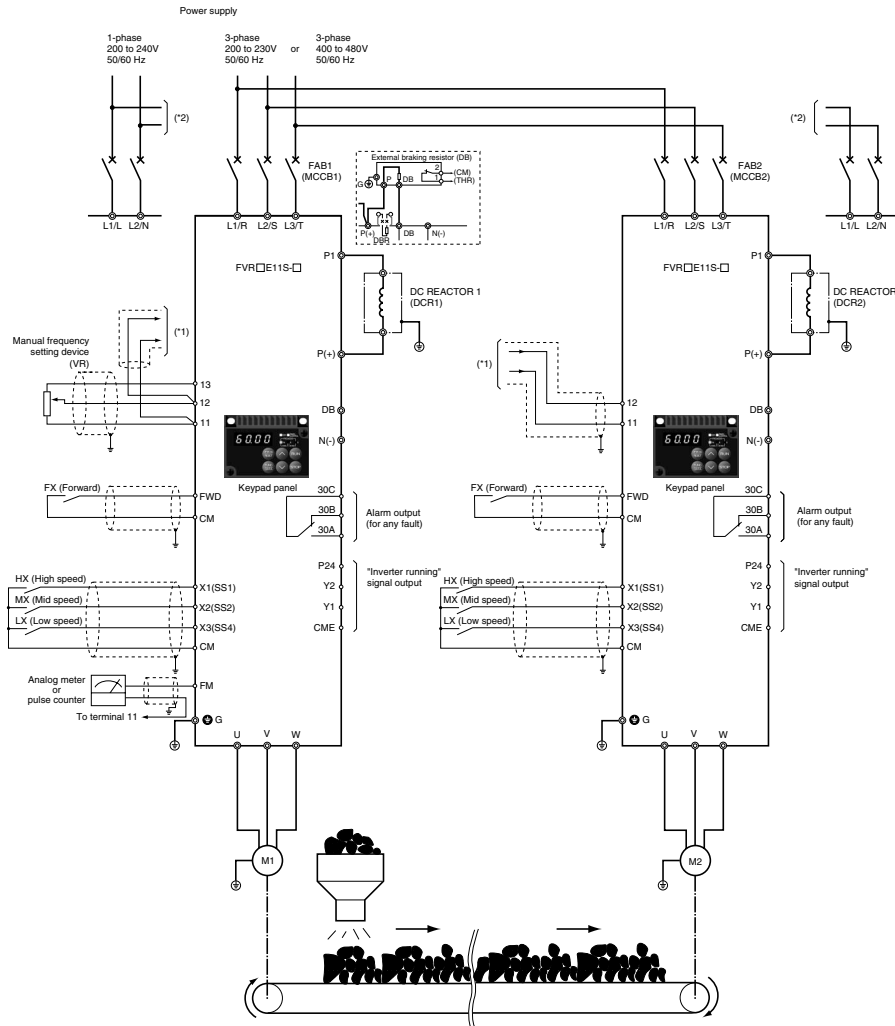 Power supply
1-phase
200 to 240V
50/60 Hz
3-phase
200 to 230V
50/60 Hz
or
3-phase
400 to 480V
50/60 Hz
(*2)
(*2)
FAB1
(MCCB1)
External braking resistor (DB)
G
P
DB
2
1
(CM)
(THR)
P(+)
DBR
DB
N(-)
FAB2
(MCCB2)
L1/L
L2/N
L1/R
L2/S
L3/T
L1/R
L2/S
L3/T
L1/L
L2/N
FVR□E11S-□
P1
DC REACTOR 1
(DCR1)
P(+)
FVR□E11S-□
P1
DC REACTOR
(DCR2)
P(+)
(*1)
Manual frequency
setting device
(VR)
13
12
11
DB
N(-)
60.00
Keypad panel
(*1)
12
11
DB
N(-)
60.00
Keypad panel
FX (Forward)
FWD
CM
30C
30B
30A
Alarm output
(for any fault)
FX (Forward)
FWD
CM
30C
30B
30A
Alarm output
(for any fault)
HX (High speed)
MX (Mid speed)
LX (Low speed)
X1(SS1)
X2(SS2)
X3(SS4)
CM
P24
Y2
Y1
CME
"Inverter running"
signal output
HX (High speed)
MX (Mid speed)
LX (Low speed)
X1(SS1)
X2(SS2)
X3(SS4)
CM
P24
Y2
Y1
CME
"Inverter running"
signal output
Analog meter
or
pulse counter
FM
To terminal 11
G
G
U
V
W
U
V
W
M1
M2